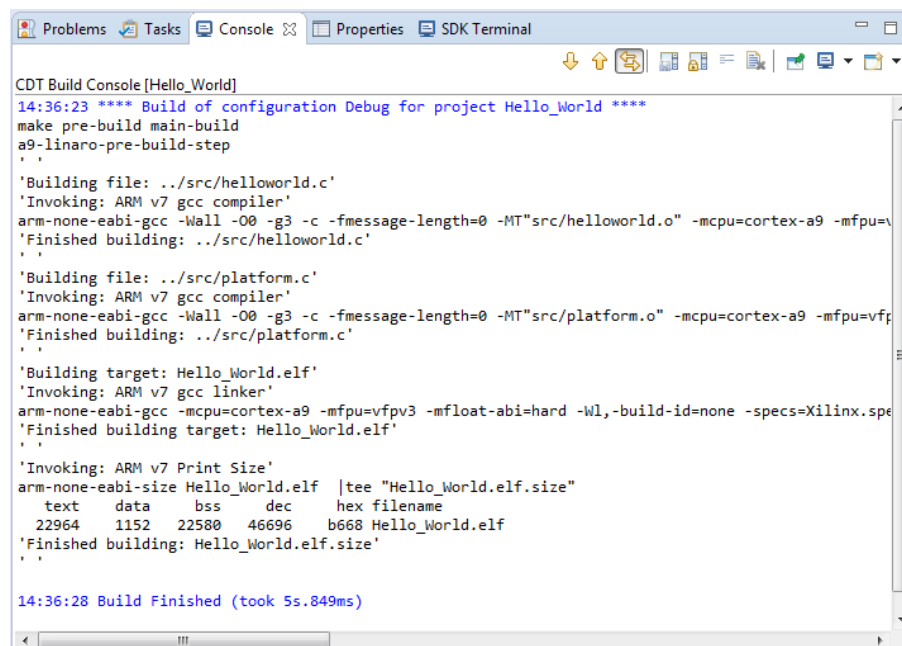 Problems Tasks Console Properties SDK Terminal
CDT Build Console [Hello_World]
14:36:23 **** Build of configuration Debug for project Hello_World ****
make pre-build main-build
a9-linaro-pre-build-step
' '
'Building file: ../src/helloworld.c'
'Invoking: ARM v7 gcc compiler'
arm-none-eabi-gcc -Wall -O0 -g3 -c -fmessage-length=0 -MT"src/helloworld.o" -mcpu=cortex-a9 -mfpu=
'Finished building: ../src/helloworld.c'
' '
'Building file: ../src/platform.c'
'Invoking: ARM v7 gcc compiler'
arm-none-eabi-gcc -Wall -O0 -g3 -c -fmessage-length=0 -MT"src/platform.o" -mcpu=cortex-a9 -mfpu=vfp
'Finished building: ../src/platform.c'
' '
'Building target: Hello_World.elf'
'Invoking: ARM v7 gcc linker'
arm-none-eabi-gcc -mcpu=cortex-a9 -mfpu=vfpv3 -mfloat-abi=hard -Wl,-build-id=none -specs=Xilinx.spe
'Finished building target: Hello_World.elf'
' '
'Invoking: ARM v7 Print Size'
arm-none-eabi-size Hello_World.elf  |tee "Hello_World.elf.size"
text data bss dec hex filename
22964 1152 22580 46696 b668 Hello_World.elf
'Finished building: Hello_World.elf.size'
' '
14:36:28 Build Finished (took 5s.849ms)